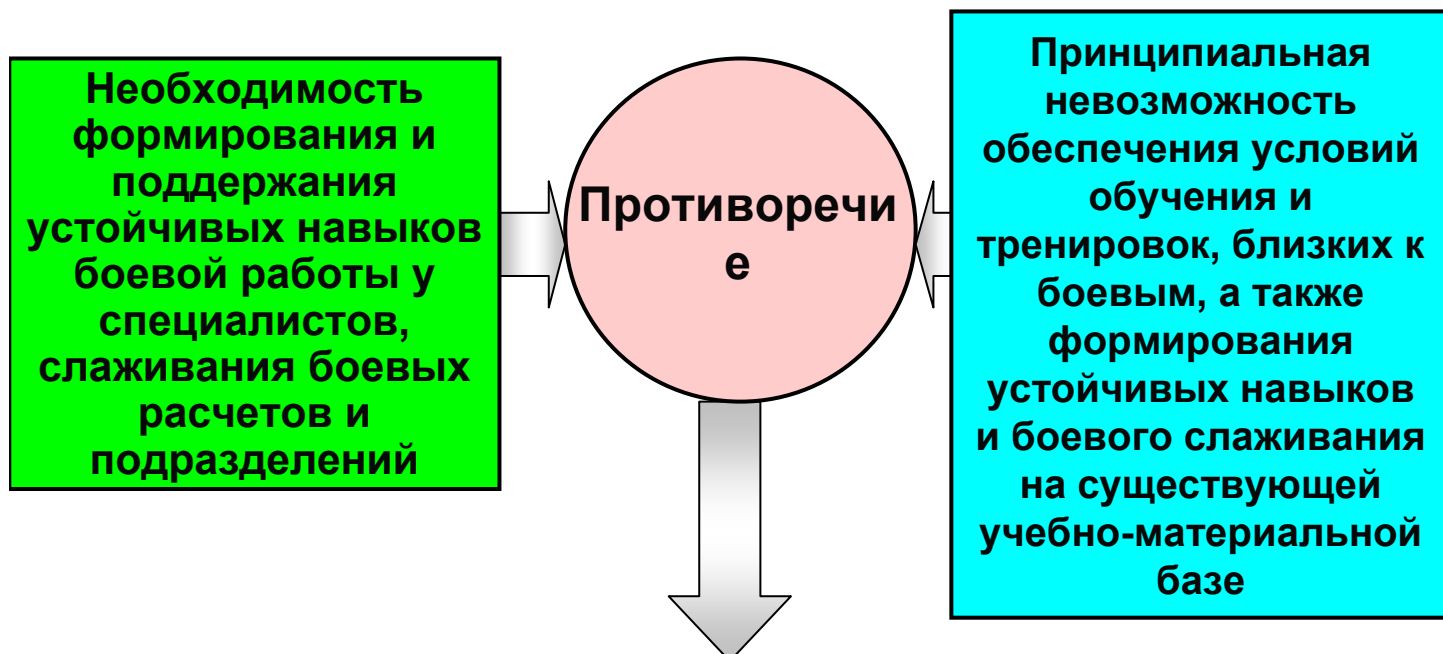 Необходимость
формирования и
поддержания
устойчивых навыков
боевой работы у
специалистов,
слаживания боевых
расчетов и
подразделений
Противоречи
е
Принципиальная
невозможность
обеспечения условий
обучения и
тренировок, близких к
боевым, а также
формирования
устойчивых навыков
и боевого слаживания
на существующей
учебно-материальной
базе